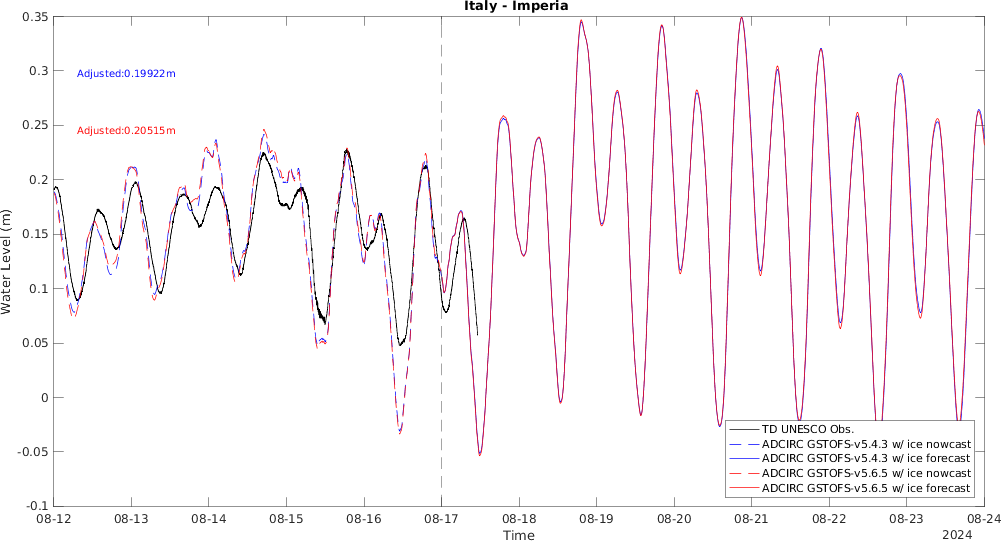 Italy - Imperia
Adjusted:0.19922m
Adjusted:0.20515m
Water Level (m)
0.35
0.3
0.25
0.2
0.15
0.1
0.05
0
-0.05
-0.1
TD UNESCO Obs.
ADCIRC GSTOFS-v5.4.3 w/ ice nowcast
ADCIRC GSTOFS-v5.4.3 w/ ice forecast
ADCIRC GSTOFS-v5.6.5 w/ ice nowcast
ADCIRC GSTOFS-v5.6.5 w/ ice forecast
08-12 08-13 08-14 08-15 08-16 08-17 08-18 08-19 08-20 08-21 08-22 08-23 08-24
Time
2024